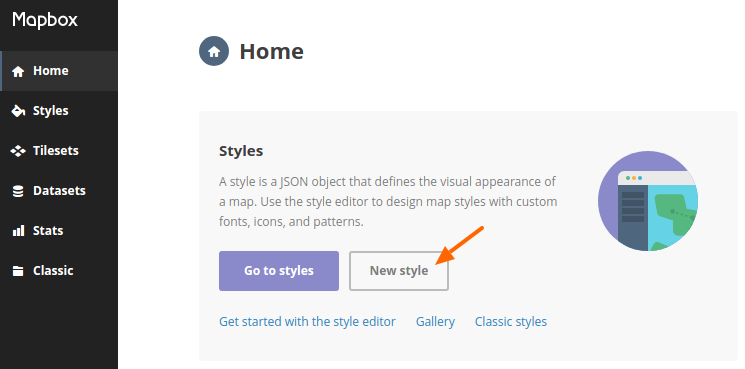 Mapbox
Home
Styles
Tilesets
Datasets
Stats
Classic
Home
Styles
A style is a JSON object that defines the visual appearance of
a map. Use the style editor to design map styles with custom
fonts, icons, and patterns.
Go to styles
New style
Get started with the style editor
Gallery
Classic styles